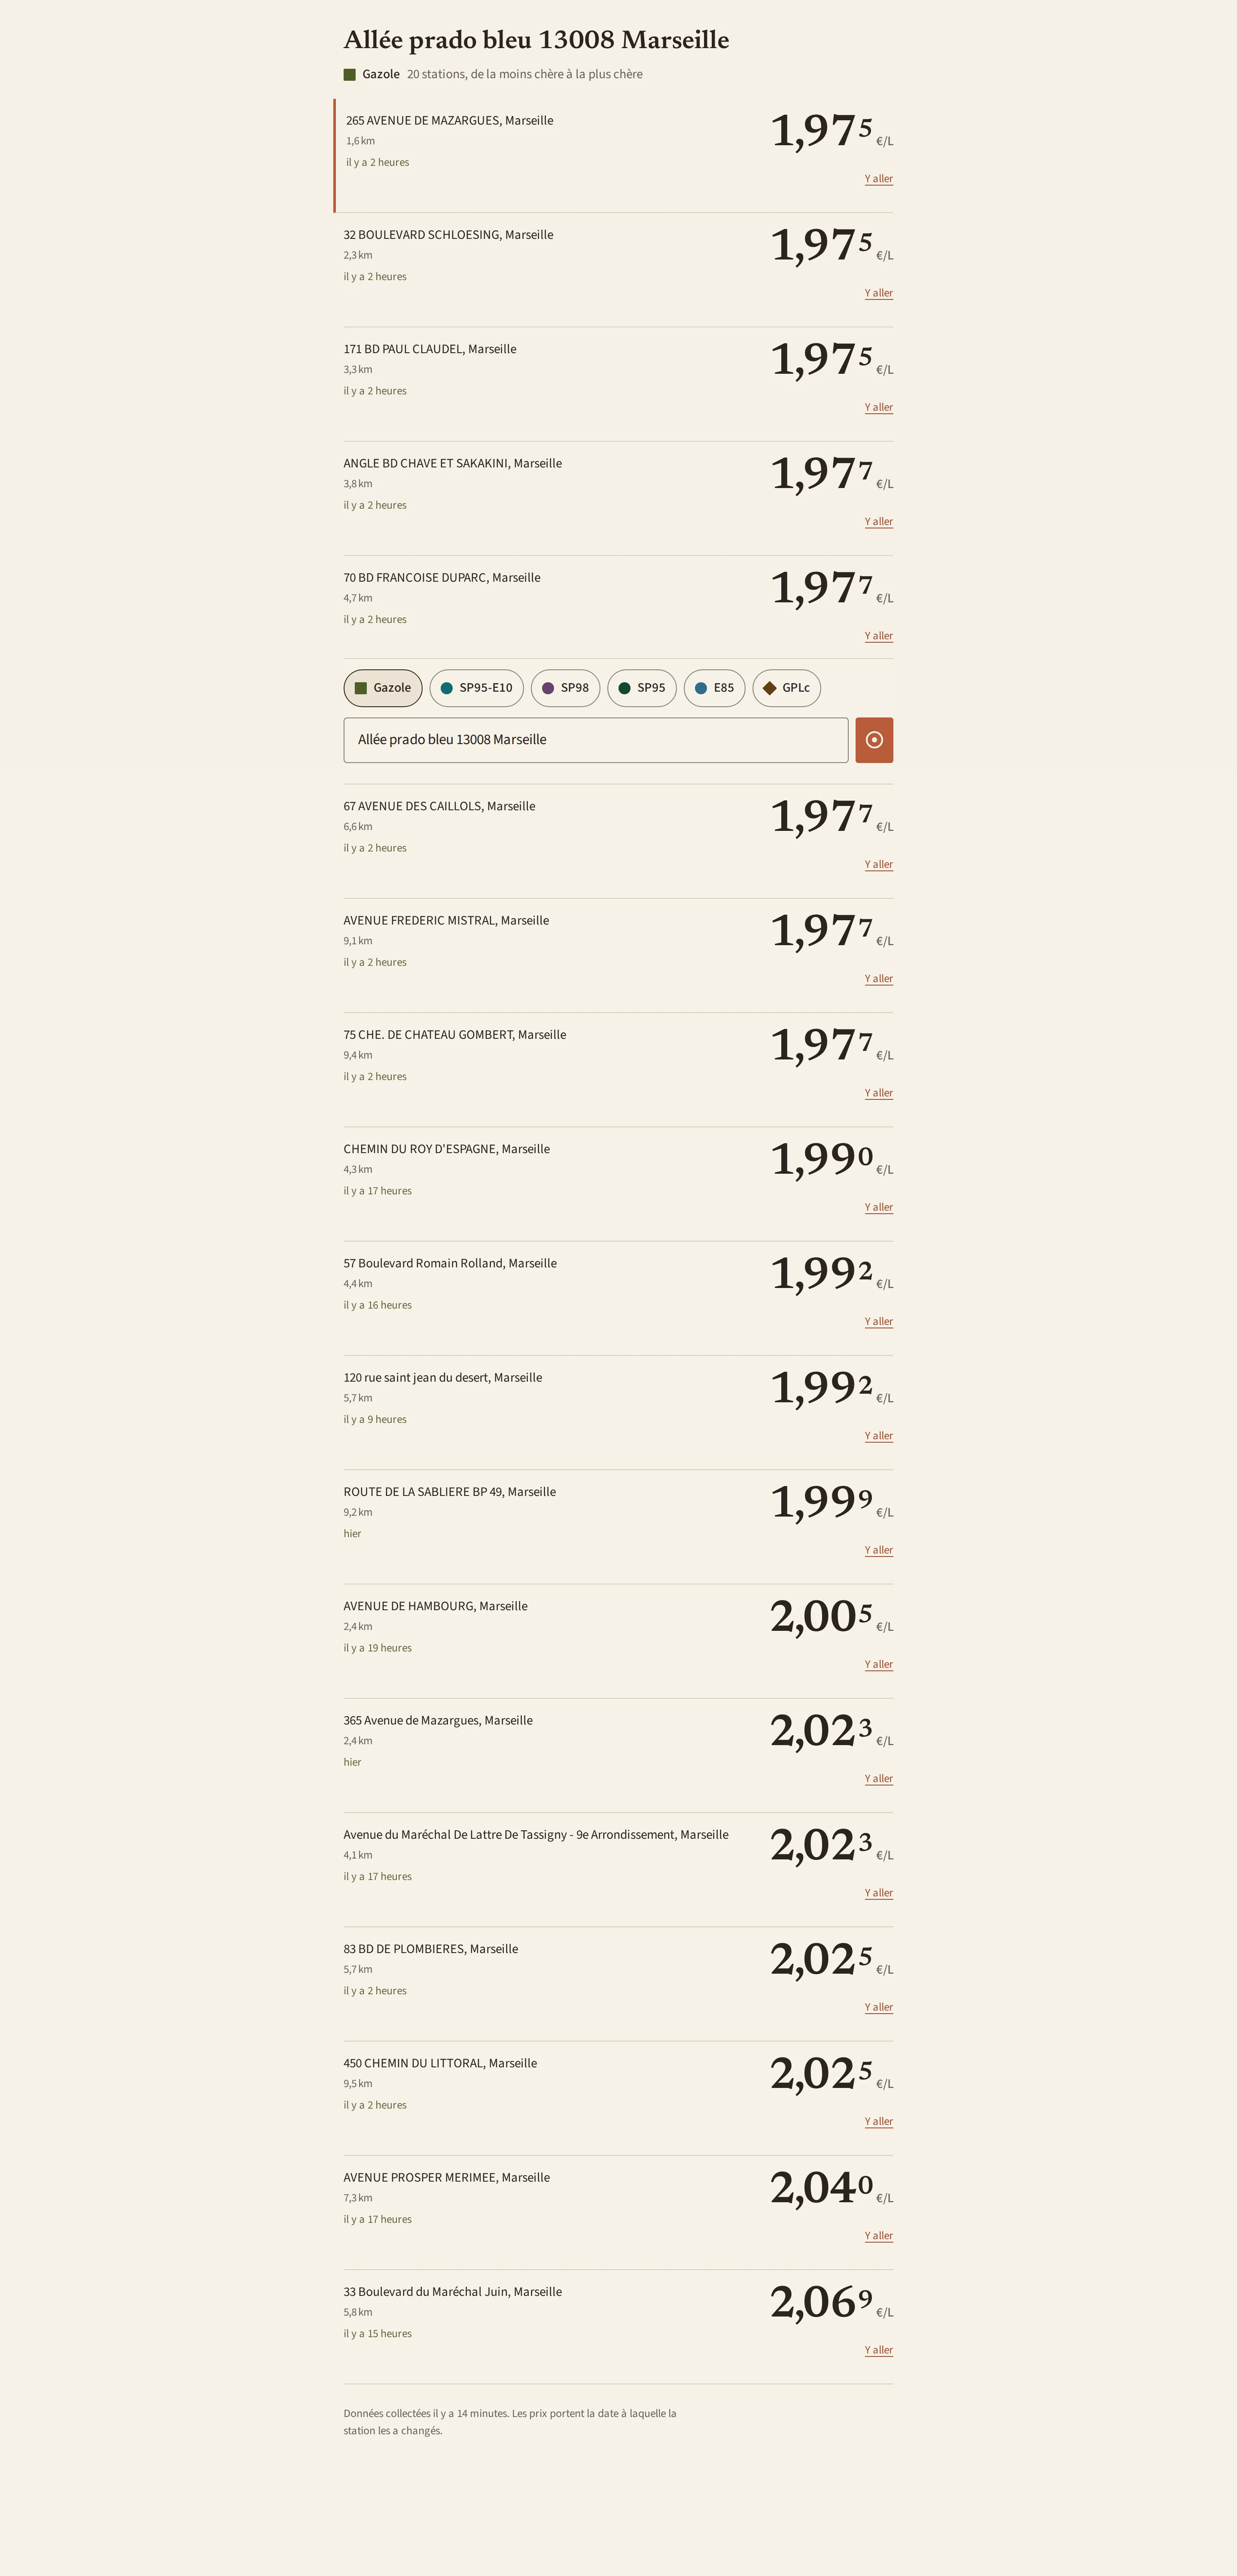 Allée prado bleu 13008 Marseille
Gazole 20 stations, de la moins chère à la plus chère
265 AVENUE DE MAZARGUES, Marseille
1,975 €/L
1,6 km
il y a 2 heures
Y aller
32 BOULEVARD SCHLOESING, Marseille
1,975 €/L
2,3 km
il y a 2 heures
Y aller
171 BD PAUL CLAUDEL, Marseille
1,975 €/L
3,3 km
il y a 2 heures
Y aller
ANGLE BD CHAVE ET SAKAKINI, Marseille
1,977 €/L
3,8 km
il y a 2 heures
Y aller
70 BD FRANCOISE DUPARC, Marseille
1,977 €/L
4,7 km
il y a 2 heures
Y aller
Gazole SP95-E10 SP98 SP95 E85 GPLc
Allée prado bleu 13008 Marseille
67 AVENUE DES CAILLOLS, Marseille
1,977 €/L
6,6 km
il y a 2 heures
Y aller
AVENUE FREDERIC MISTRAL, Marseille
1,977 €/L
9,1 km
il y a 2 heures
Y aller
75 CHE. DE CHATEAU GOMBERT, Marseille
1,977 €/L
9,4 km
il y a 2 heures
Y aller
CHEMIN DU ROY D'ESPAGNE, Marseille
1,990 €/L
4,3 km
il y a 17 heures
Y aller
57 Boulevard Romain Rolland, Marseille
1,992 €/L
4,4 km
il y a 16 heures
Y aller
120 rue saint jean du desert, Marseille
1,992 €/L
5,7 km
il y a 9 heures
Y aller
ROUTE DE LA SABLIERE BP 49, Marseille
1,999 €/L
9,2 km
hier
Y aller
AVENUE DE HAMBOURG, Marseille
2,005 €/L
2,4 km
il y a 19 heures
Y aller
365 Avenue de Mazargues, Marseille
2,023 €/L
2,4 km
hier
Y aller
Avenue du Maréchal De Lattre De Tassigny - 9e Arrondissement, Marseille
2,023 €/L
4,1 km
il y a 17 heures
Y aller
83 BD DE PLOMBIERES, Marseille
2,025 €/L
5,7 km
il y a 2 heures
Y aller
450 CHEMIN DU LITTORAL, Marseille
2,025 €/L
9,5 km
il y a 2 heures
Y aller
AVENUE PROSPER MERIMEE, Marseille
2,040 €/L
7,3 km
il y a 17 heures
Y aller
33 Boulevard du Maréchal Juin, Marseille
2,069 €/L
5,8 km
il y a 15 heures
Y aller
Données collectées il y a 14 minutes. Les prix portent la date à laquelle la
station les a changés.